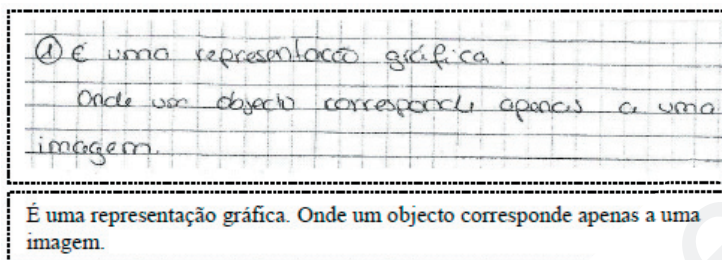 ① É uma representação gráfica.
Onde um objecto corresponde apenas a uma
imagem.
É uma representação gráfica. Onde um objecto corresponde apenas a uma
imagem.